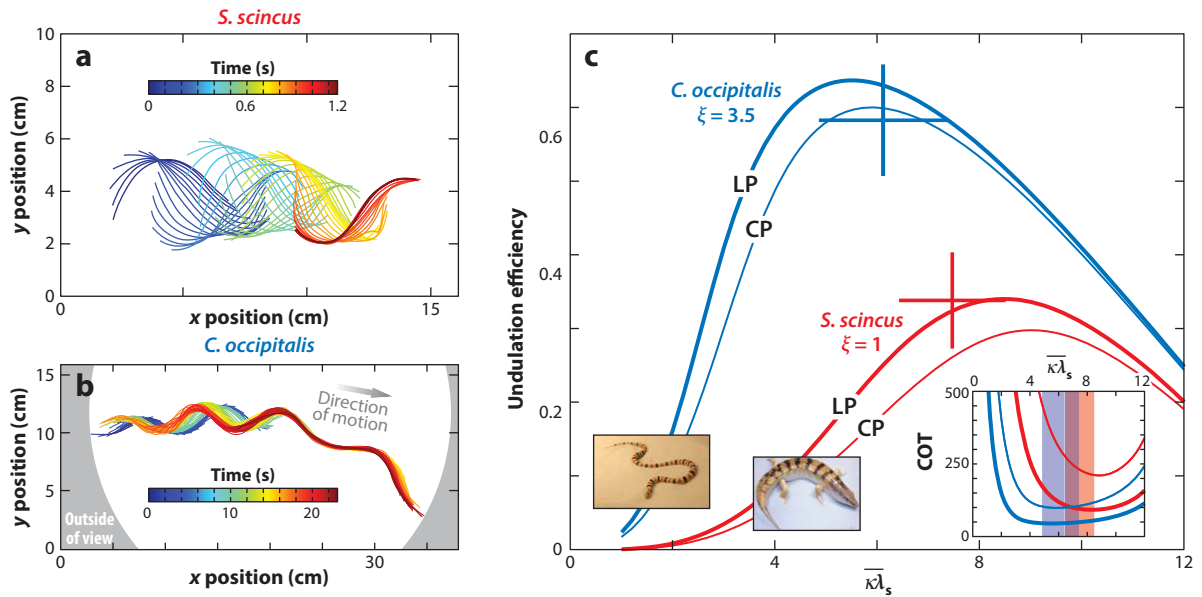 S. scincus
a
Time (s)
0 0.6 1.2
10
8
6
4
2
0
y position (cm)
0 15
x position (cm)
C. occipitalis
b
Direction
of motion
Time (s)
0 10 20
Outside
of view
15
10
5
0
y position (cm)
0 30
x position (cm)
c
C. occipitalis
ξ = 3.5
LP
CP
S. scincus
ξ = 1
LP
CP
0.6
0.4
0.2
0
Undulation efficiency
4 6 8 12
κλs
κλs
0 4 8 12
500
250
0
COT